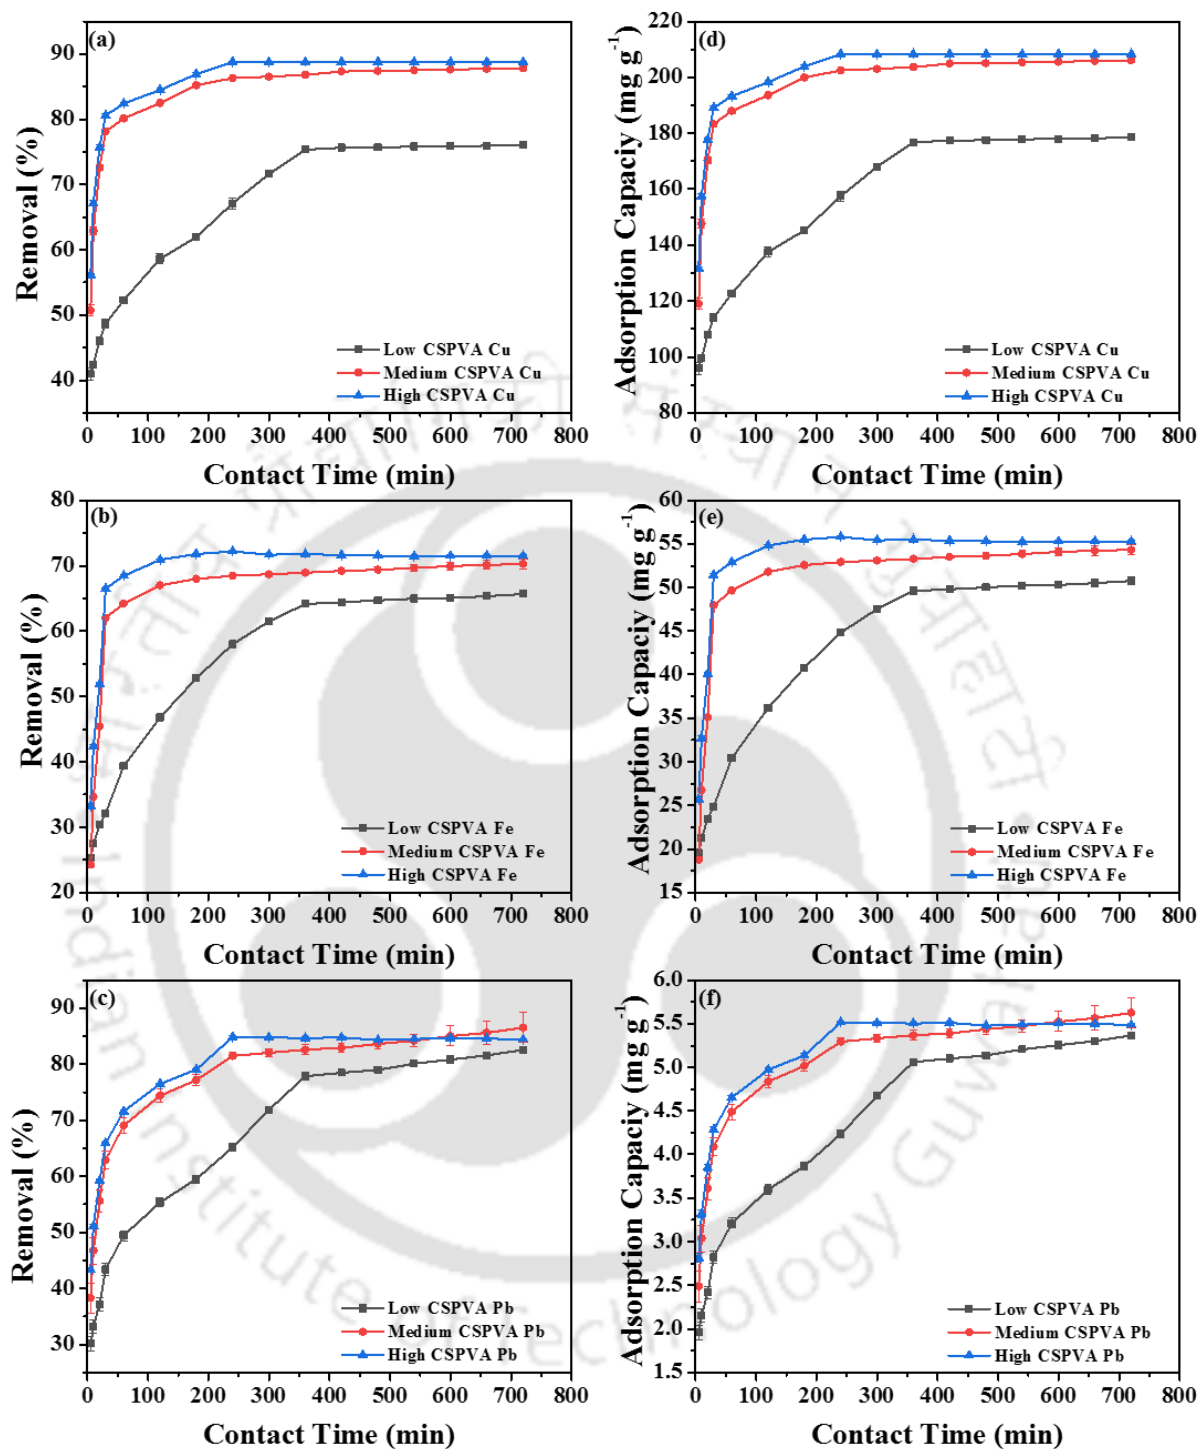 (a)
Removal (%)
90
80
70
60
50
40
Low CSPVA Cu
Medium CSPVA Cu
High CSPVA Cu
0 100 200 300 400 500 600 700 800
Contact Time (min)
(d)
Adsorption Capaciy (mg g-1)
220
200
180
160
140
120
100
80
Low CSPVA Cu
Medium CSPVA Cu
High CSPVA Cu
0 100 200 300 400 500 600 700 800
Contact Time (min)
(b)
Removal (%)
80
70
60
50
40
30
20
Low CSPVA Fe
Medium CSPVA Fe
High CSPVA Fe
0 100 200 300 400 500 600 700 800
Contact Time (min)
(e)
Adsorption Capaciy (mg g-1)
60
55
50
45
40
35
30
25
20
15
Low CSPVA Fe
Medium CSPVA Fe
High CSPVA Fe
0 100 200 300 400 500 600 700 800
Contact Time (min)
(c)
Removal (%)
90
80
70
60
50
40
30
Low CSPVA Pb
Medium CSPVA Pb
High CSPVA Pb
0 100 200 300 400 500 600 700 800
Contact Time (min)
(f)
Adsorption Capaciy (mg g-1)
6.0
5.5
5.0
4.5
4.0
3.5
3.0
2.5
2.0
1.5
Low CSPVA Pb
Medium CSPVA Pb
High CSPVA Pb
0 100 200 300 400 500 600 700 800
Contact Time (min)
Indian Institute of Technology Guwahati